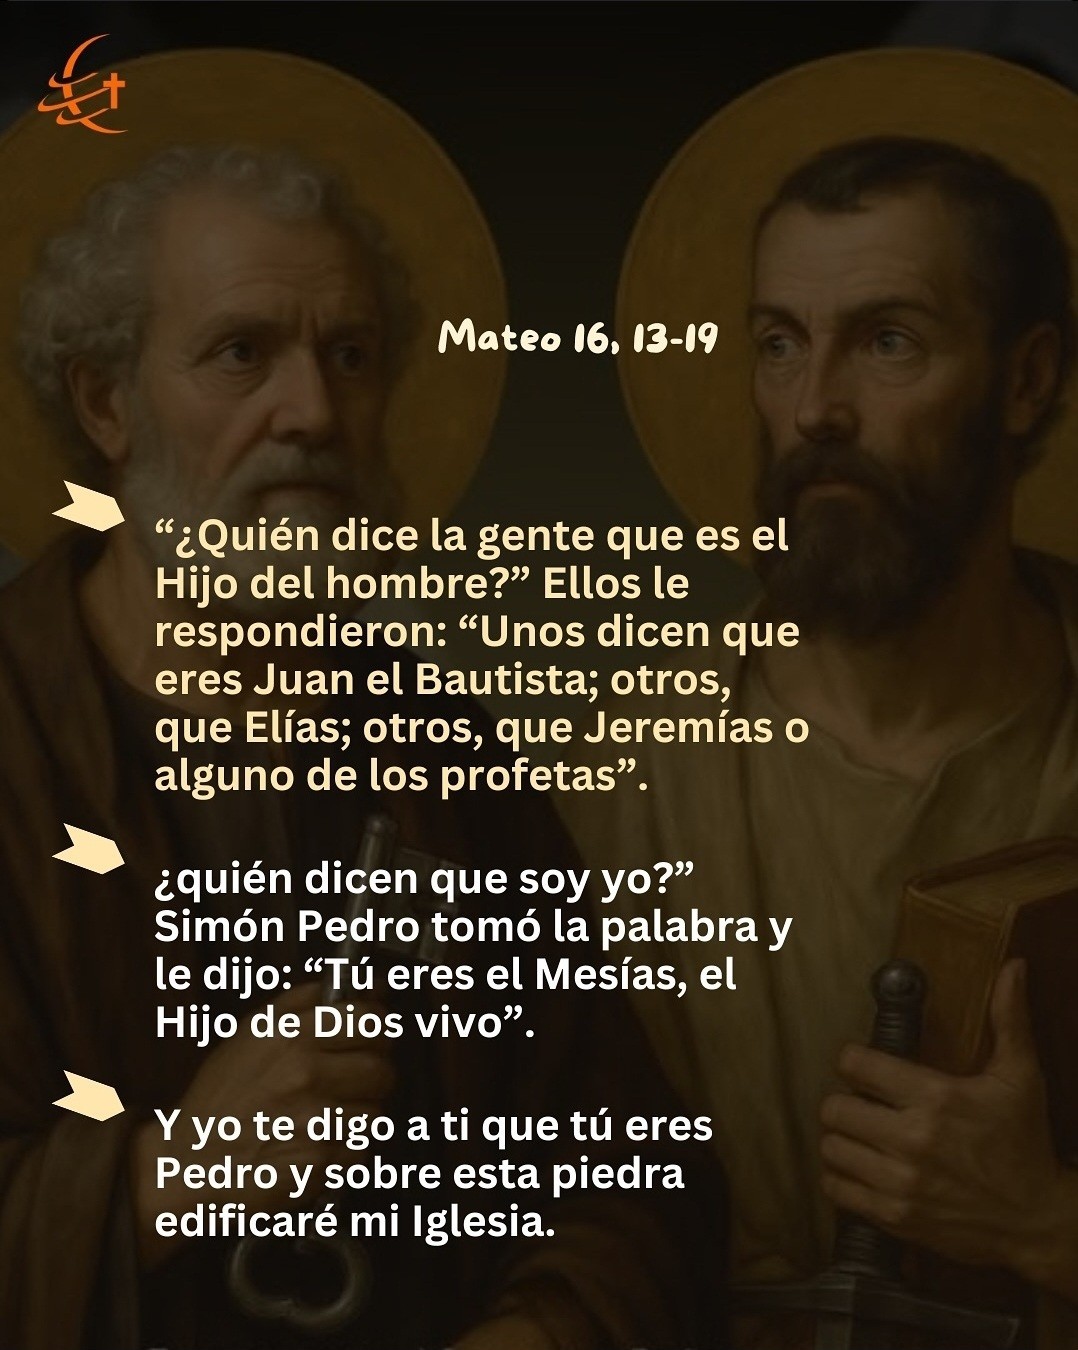 Mateo 16, 13-19
“¿Quién dice la gente que es el
Hijo del hombre?” Ellos le
respondieron: “Unos dicen que
eres Juan el Bautista; otros,
que Elías; otros, que Jeremías o
alguno de los profetas”.
¿quién dicen que soy yo?”
Simón Pedro tomó la palabra y
le dijo: “Tú eres el Mesías, el
Hijo de Dios vivo”.
Y yo te digo a ti que tú eres
Pedro y sobre esta piedra
edificaré mi Iglesia.